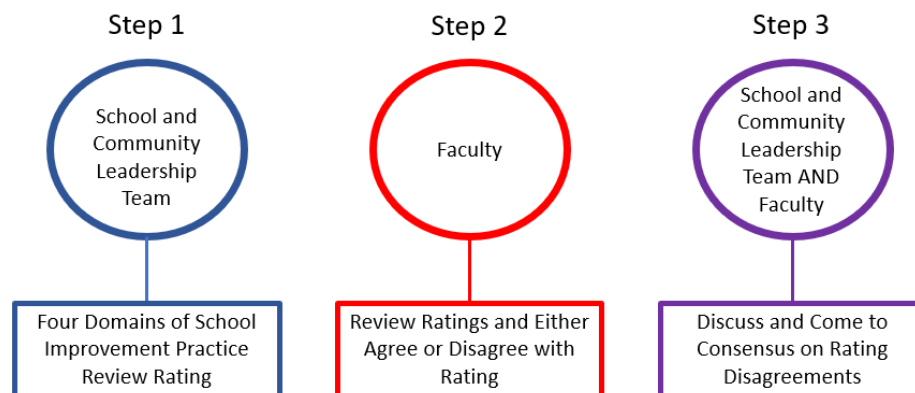 Step 1
School and
Community
Leadership
Team
Four Domains of School
Improvement Practice
Review Rating
Step 2
Faculty
Review Ratings and Either
Agree or Disagree with
Rating
Step 3
School and
Community
Leadership
Team AND
Faculty
Discuss and Come to
Consensus on Rating
Disagreements